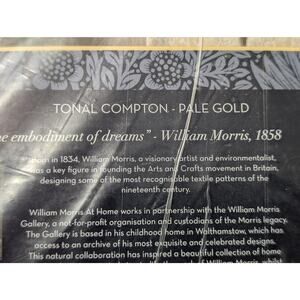 TONAL COMPTON - PALE GOLD
embodiment of dreams" - William Morris, 1858
Born in 1834, William Morris, a visionary artist and environmentalist,
was a key figure in founding the Arts and Crafts movement in Britain,
designing some of the most recognisable textile patterns of the
nineteenth century.
William Morris At Home works in partnership with the William Morris
Gallery, a not-for-profit organisation and custodians of the Morris legacy.
The Gallery is based in his childhood home in Walthamstow, which has
access to an archive of his most exquisite and celebrated designs.
This natural collaboration has inspired a beautiful collection of home